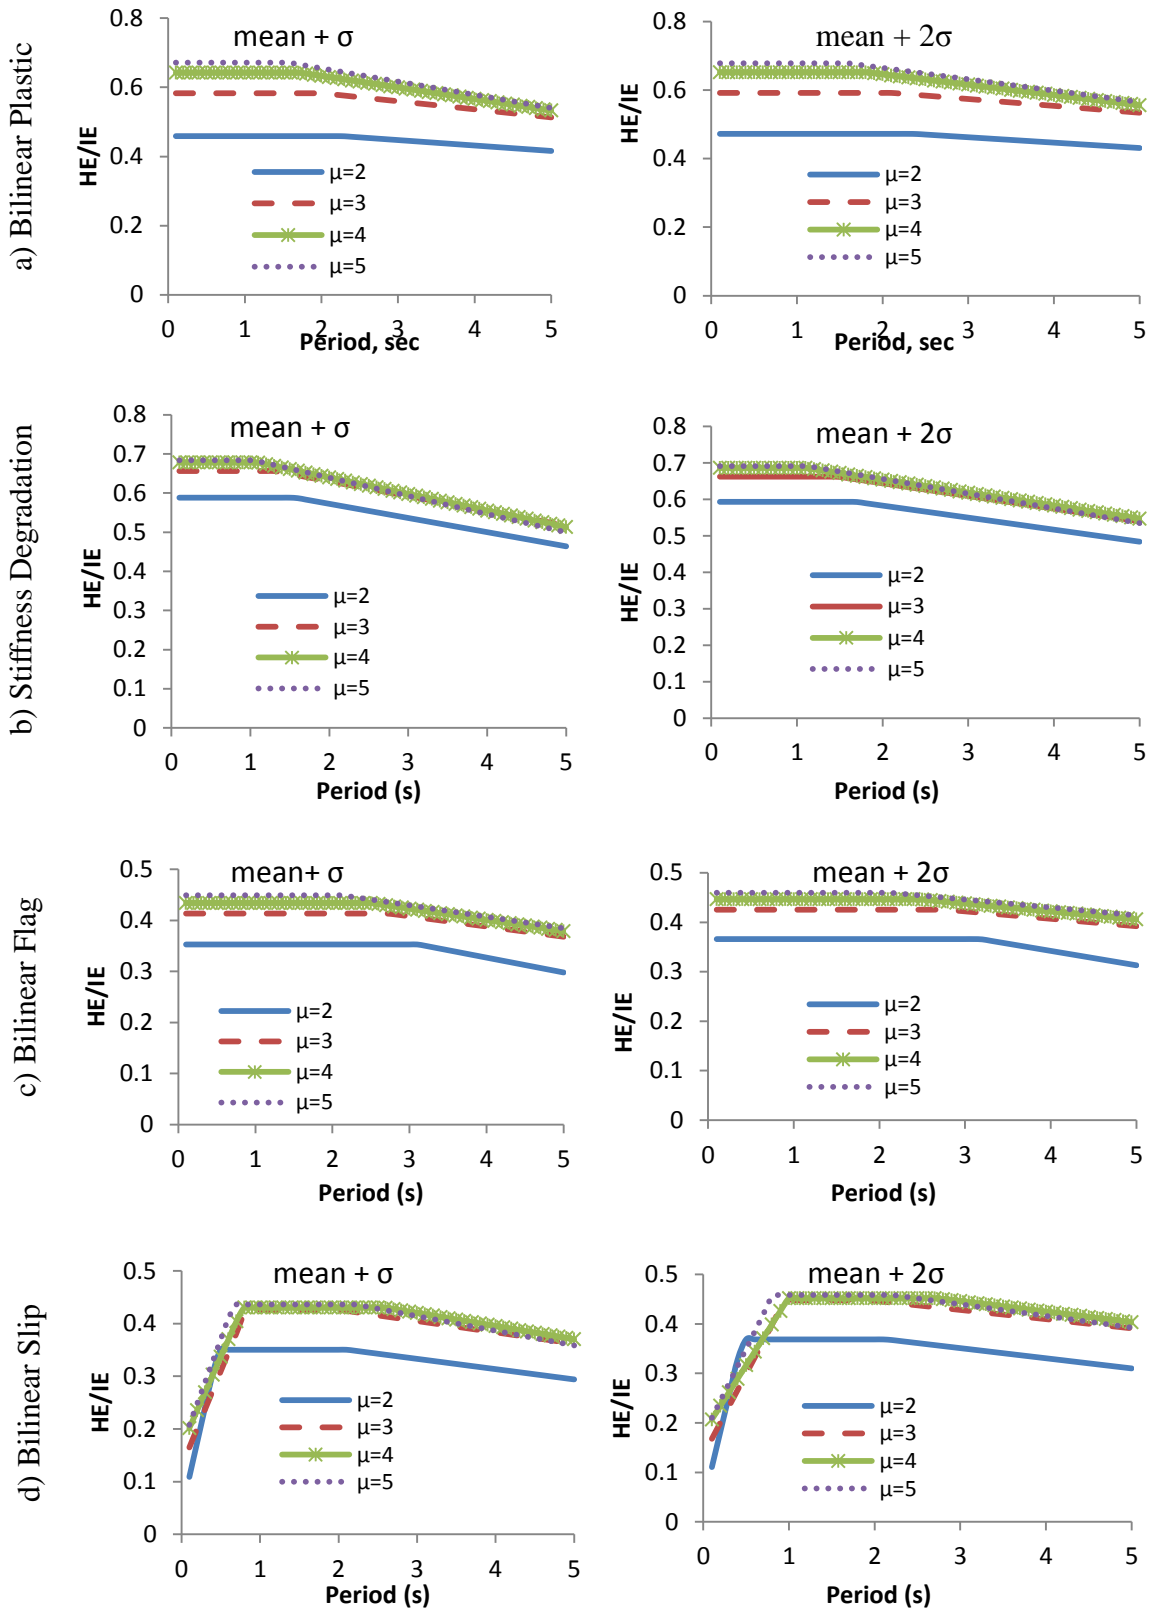 a) Bilinear Plastic
mean + σ
HE/IE
0.8
0.6
0.4
0.2
0
μ=2
μ=3
μ=4
μ=5
0 1 2 3 4 5
Period, sec
mean + 2σ
HE/IE
0.8
0.6
0.4
0.2
0
μ=2
μ=3
μ=4
μ=5
0 1 2 3 4 5
Period, sec
b) Stiffness Degradation
mean + σ
HE/IE
0.8
0.7
0.6
0.5
0.4
0.3
0.2
0.1
0
μ=2
μ=3
μ=4
μ=5
0 1 2 3 4 5
Period (s)
mean + 2σ
HE/IE
0.8
0.7
0.6
0.5
0.4
0.3
0.2
0.1
0
μ=2
μ=3
μ=4
μ=5
0 1 2 3 4 5
Period (s)
c) Bilinear Flag
mean+ σ
HE/IE
0.5
0.4
0.3
0.2
0.1
0
μ=2
μ=3
μ=4
μ=5
0 1 2 3 4 5
Period (s)
mean + 2σ
HE/IE
0.5
0.4
0.3
0.2
0.1
0
μ=2
μ=3
μ=4
μ=5
0 1 2 3 4 5
Period (s)
d) Bilinear Slip
mean + σ
HE/IE
0.5
0.4
0.3
0.2
0.1
0
μ=2
μ=3
μ=4
μ=5
0 1 2 3 4 5
Period (s)
mean + 2σ
HE/IE
0.5
0.4
0.3
0.2
0.1
0
μ=2
μ=3
μ=4
μ=5
0 1 2 3 4 5
Period (s)